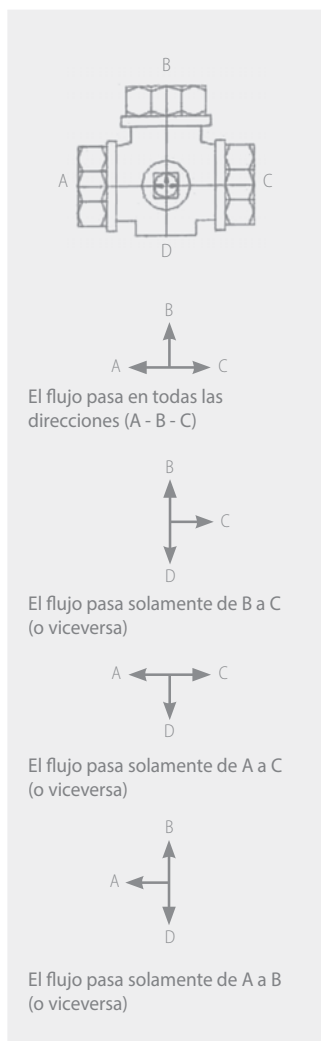 B
A
C
D
B
A
C
El flujo pasa en todas las
direcciones (A - B - C)
B
C
D
El flujo pasa solamente de B a C
(o viceversa)
A
C
D
El flujo pasa solamente de A a C
(o viceversa)
B
A
D
El flujo pasa solamente de A a B
(o viceversa)